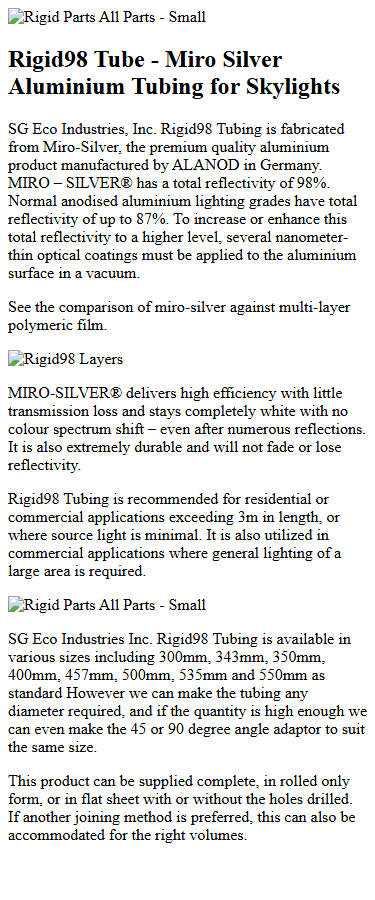 Rigid Parts All Parts - Small
Rigid98 Tube - Miro Silver
Aluminium Tubing for Skylights
SG Eco Industries, Inc. Rigid98 Tubing is fabricated
from Miro-Silver, the premium quality aluminium
product manufactured by ALANOD in Germany.
MIRO – SILVER® has a total reflectivity of 98%.
Normal anodised aluminium lighting grades have total
reflectivity of up to 87%. To increase or enhance this
total reflectivity to a higher level, several nanometer-
thin optical coatings must be applied to the aluminium
surface in a vacuum.
See the comparison of miro-silver against multi-layer
polymeric film.
Rigid98 Layers
MIRO-SILVER® delivers high efficiency with little
transmission loss and stays completely white with no
colour spectrum shift – even after numerous reflections.
It is also extremely durable and will not fade or lose
reflectivity.
Rigid98 Tubing is recommended for residential or
commercial applications exceeding 3m in length, or
where source light is minimal. It is also utilized in
commercial applications where general lighting of a
large area is required.
Rigid Parts All Parts - Small
SG Eco Industries Inc. Rigid98 Tubing is available in
various sizes including 300mm, 343mm, 350mm,
400mm, 457mm, 500mm, 535mm and 550mm as
standard However we can make the tubing any
diameter required, and if the quantity is high enough we
can even make the 45 or 90 degree angle adaptor to suit
the same size.
This product can be supplied complete, in rolled only
form, or in flat sheet with or without the holes drilled.
If another joining method is preferred, this can also be
accommodated for the right volumes.